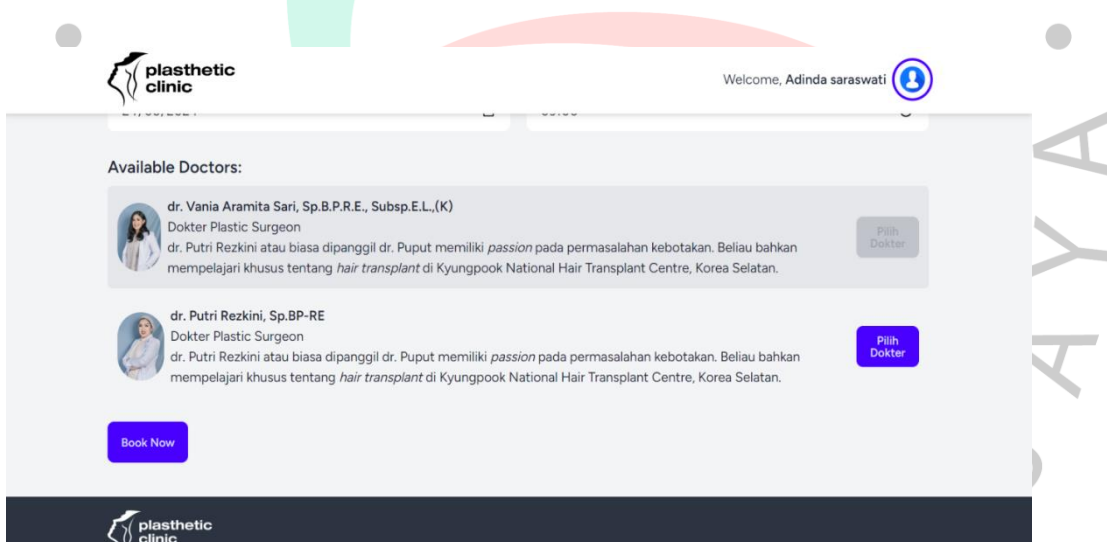 plasthetic
clinic
Welcome, Adinda saraswati
Available Doctors:
dr. Vania Aramita Sari, Sp.B.P.R.E., Subsp.E.L.,(K)
Dokter Plastic Surgeon
dr. Putri Rezkini atau biasa dipanggil dr. Puput memiliki passion pada permasalahan kebotakan. Beliau bahkan
mempelajari khusus tentang hair transplant di Kyungpook National Hair Transplant Centre, Korea Selatan.
Pilih
Dokter
dr. Putri Rezkini, Sp.BP-RE
Dokter Plastic Surgeon
dr. Putri Rezkini atau biasa dipanggil dr. Puput memiliki passion pada permasalahan kebotakan. Beliau bahkan
mempelajari khusus tentang hair transplant di Kyungpook National Hair Transplant Centre, Korea Selatan.
Pilih
Dokter
Book Now
plasthetic
clinic